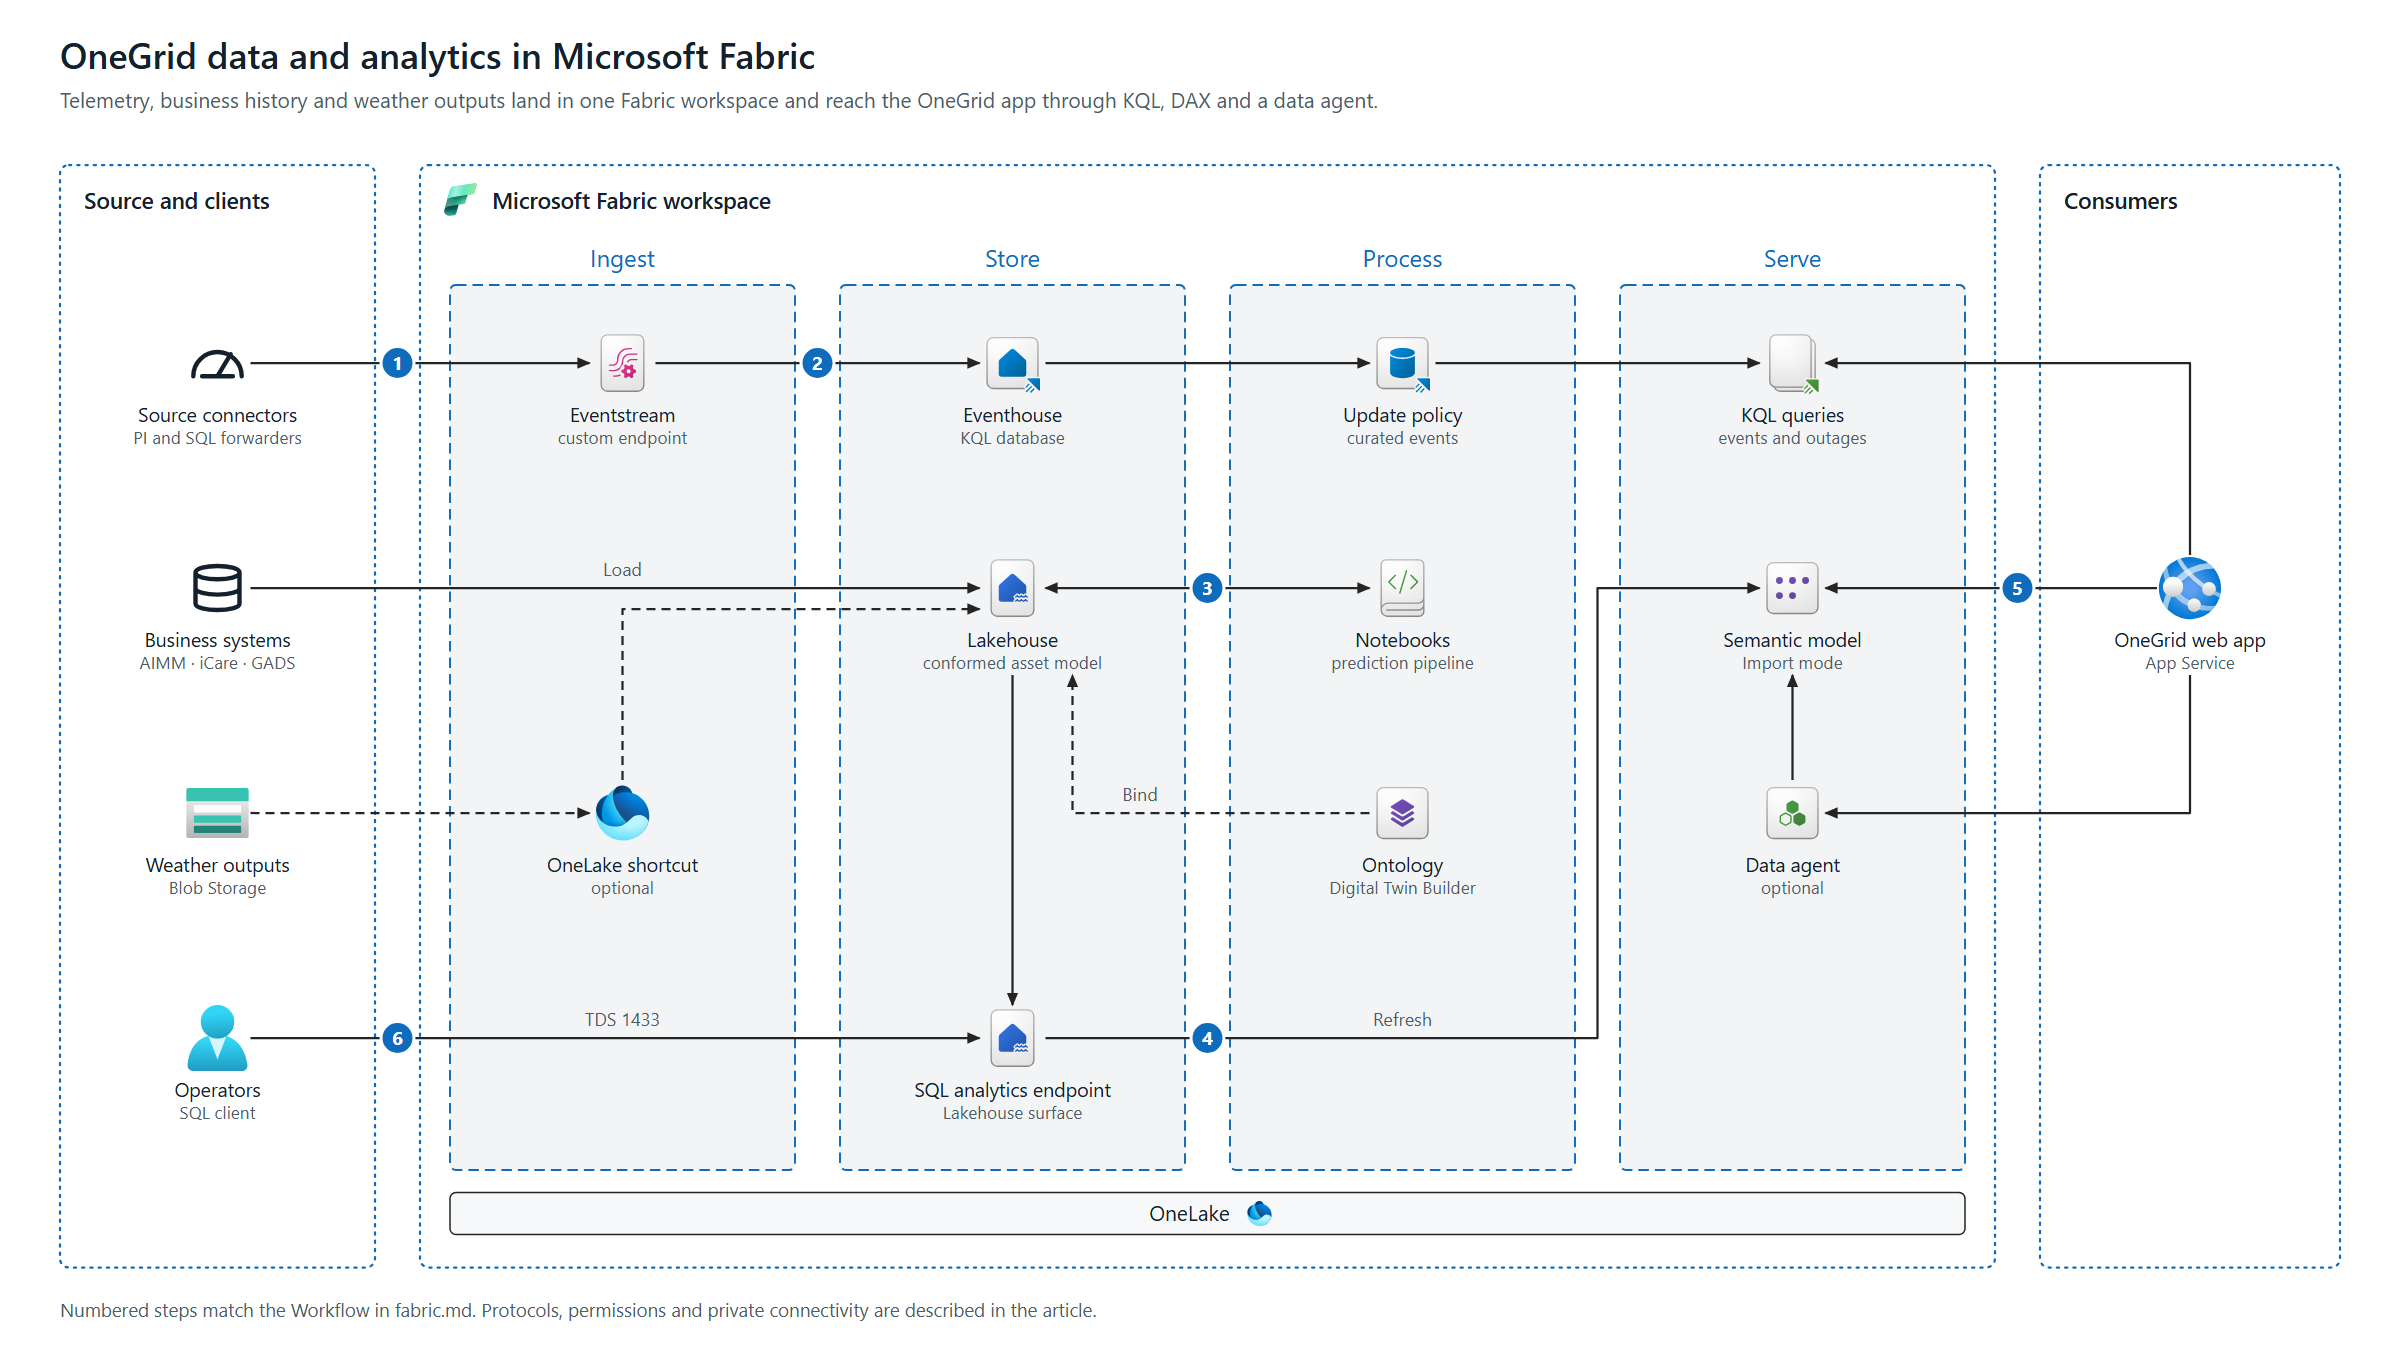 OneGrid data and analytics in Microsoft Fabric
Telemetry, business history and weather outputs land in one Fabric workspace and reach the OneGrid app through KQL, DAX and a data agent.
Source and clients
Microsoft Fabric workspace
Consumers
Ingest
Store
Process
Serve
1
2
Source connectors
PI and SQL forwarders
Eventstream
custom endpoint
Eventhouse
KQL database
Update policy
curated events
KQL queries
events and outages
Load
3
5
Business systems
AIMM · iCare · GADS
Lakehouse
conformed asset model
Notebooks
prediction pipeline
Semantic model
Import mode
OneGrid web app
App Service
Bind
Weather outputs
Blob Storage
OneLake shortcut
optional
Ontology
Digital Twin Builder
Data agent
optional
6
TDS 1433
4
Refresh
Operators
SQL client
SQL analytics endpoint
Lakehouse surface
OneLake
Numbered steps match the Workflow in fabric.md. Protocols, permissions and private connectivity are described in the article.